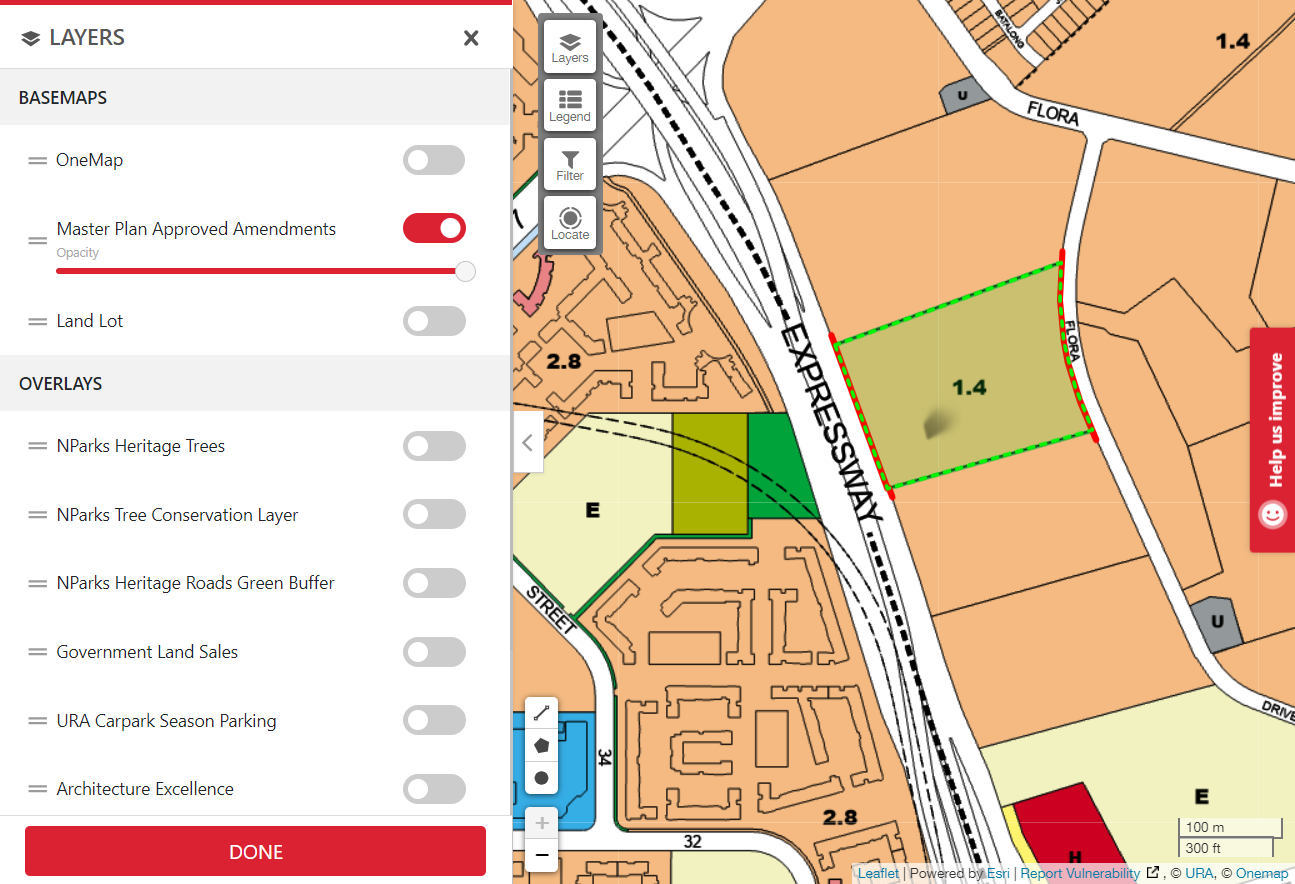 LAYERS
BASEMAPS
OneMap
Master Plan Approved Amendments
Opacity
Land Lot
OVERLAYS
NParks Heritage Trees
NParks Tree Conservation Layer
NParks Heritage Roads Green Buffer
Government Land Sales
URA Carpark Season Parking
Architecture Excellence
DONE
Layers
Legend
Filter
Locate
BATALONG
1.4
U
FLORA
EXPRESSWAY
FLORA
2.8
1.4
E
STREET
U
DRIVE
34
E
2.8
32
H
Help us improve
100 m
300 ft
Leaflet | Powered by Esri | Report Vulnerability , © URA, © Onemap